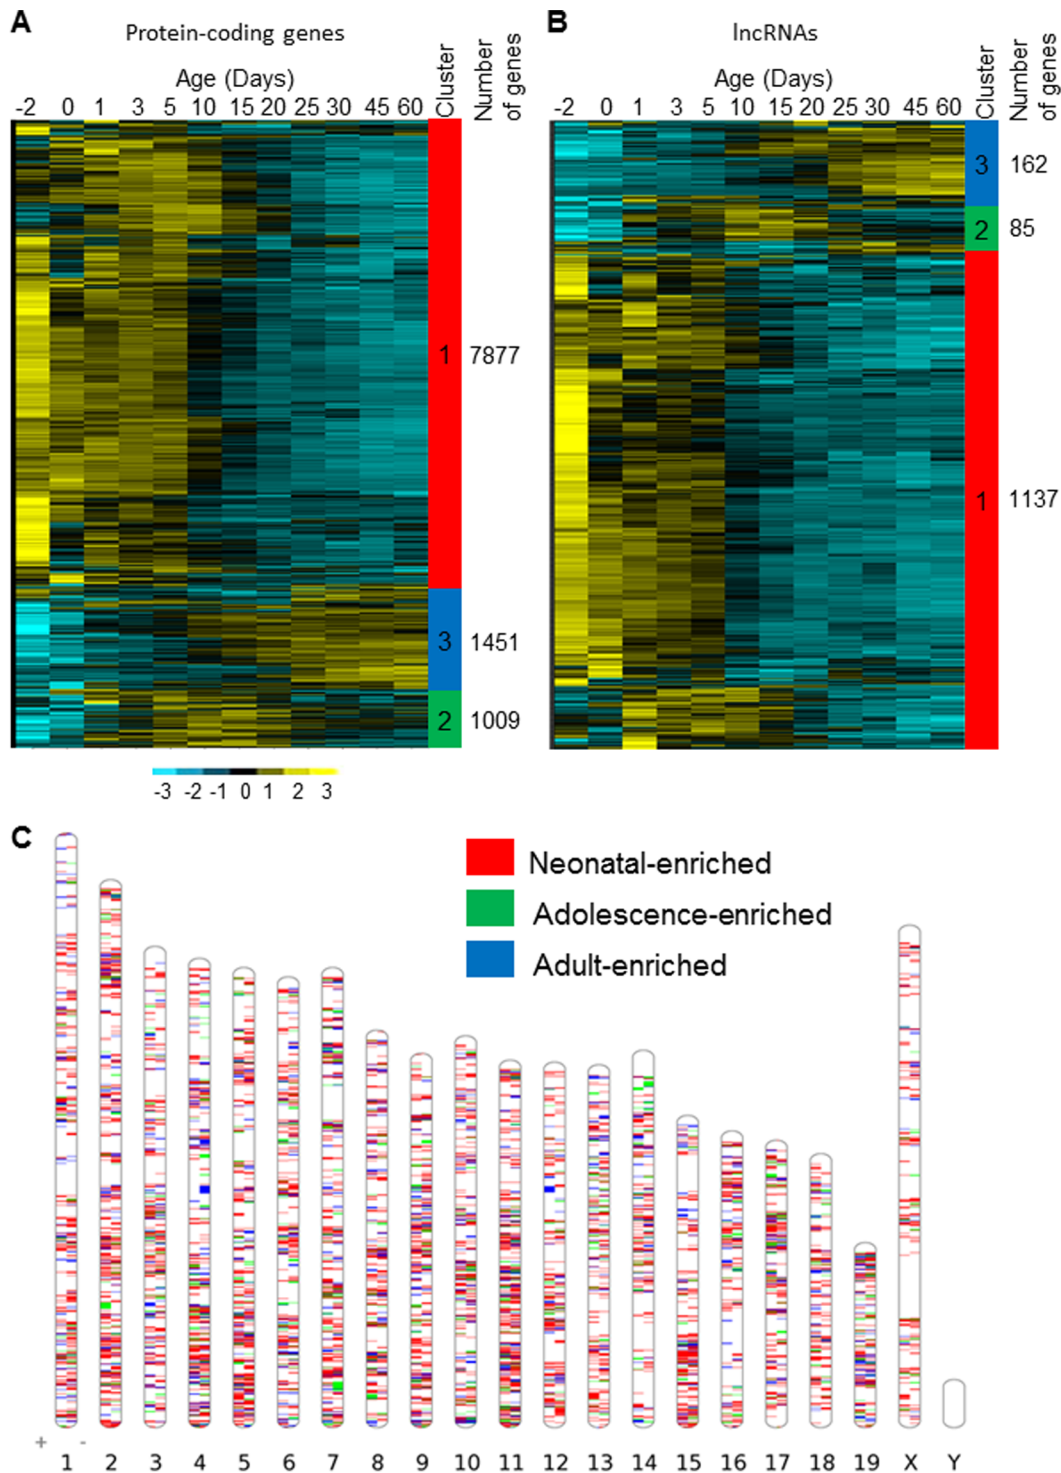 A
Protein-coding genes
Age (Days)
-2 0 1 3 5 10 15 20 25 30 45 60
Cluster
Number
of genes
1 7877
3 1451
2 1009
-3 -2 -1 0 1 2 3
B
lncRNAs
Age (Days)
-2 0 1 3 5 10 15 20 25 30 45 60
Cluster
Number
of genes
3 162
2 85
1 1137
C
Neonatal-enriched
Adolescence-enriched
Adult-enriched
+ -
1 2 3 4 5 6 7 8 9 10 11 12 13 14 15 16 17 18 19 X Y